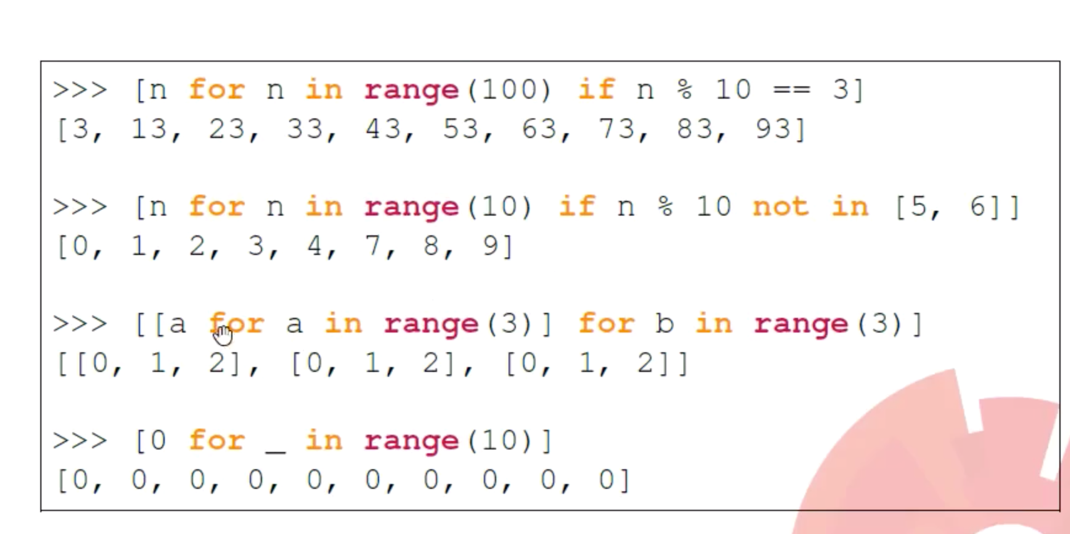 >>> [n for n in range(100) if n % 10 == 3]
[3, 13, 23, 33, 43, 53, 63, 73, 83, 93]
>>> [n for n in range(10) if n % 10 not in [5, 6]]
[0, 1, 2, 3, 4, 7, 8, 9]
>>> [[a for a in range(3)] for b in range(3)]
[[0, 1, 2], [0, 1, 2], [0, 1, 2]]
>>> [0 for _ in range(10)]
[0, 0, 0, 0, 0, 0, 0, 0, 0, 0]